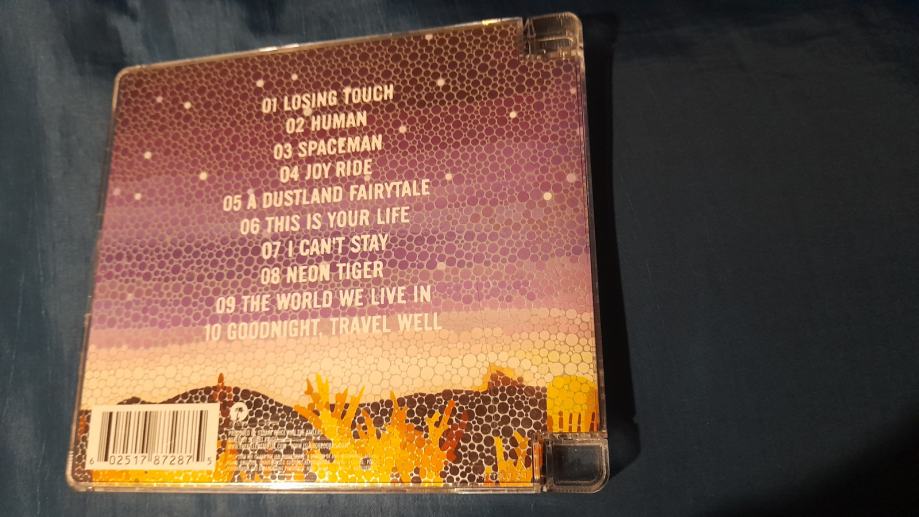 01 LOSING TOUCH
02 HUMAN
03 SPACEMAN
04 JOY RIDE
05 A DUSTLAND FAIRYTALE
06 THIS IS YOUR LIFE
07 I CAN'T STAY
08 NEON TIGER
09 THE WORLD WE LIVE IN
10 GOODNIGHT, TRAVEL WELL
6 02517 87287 5